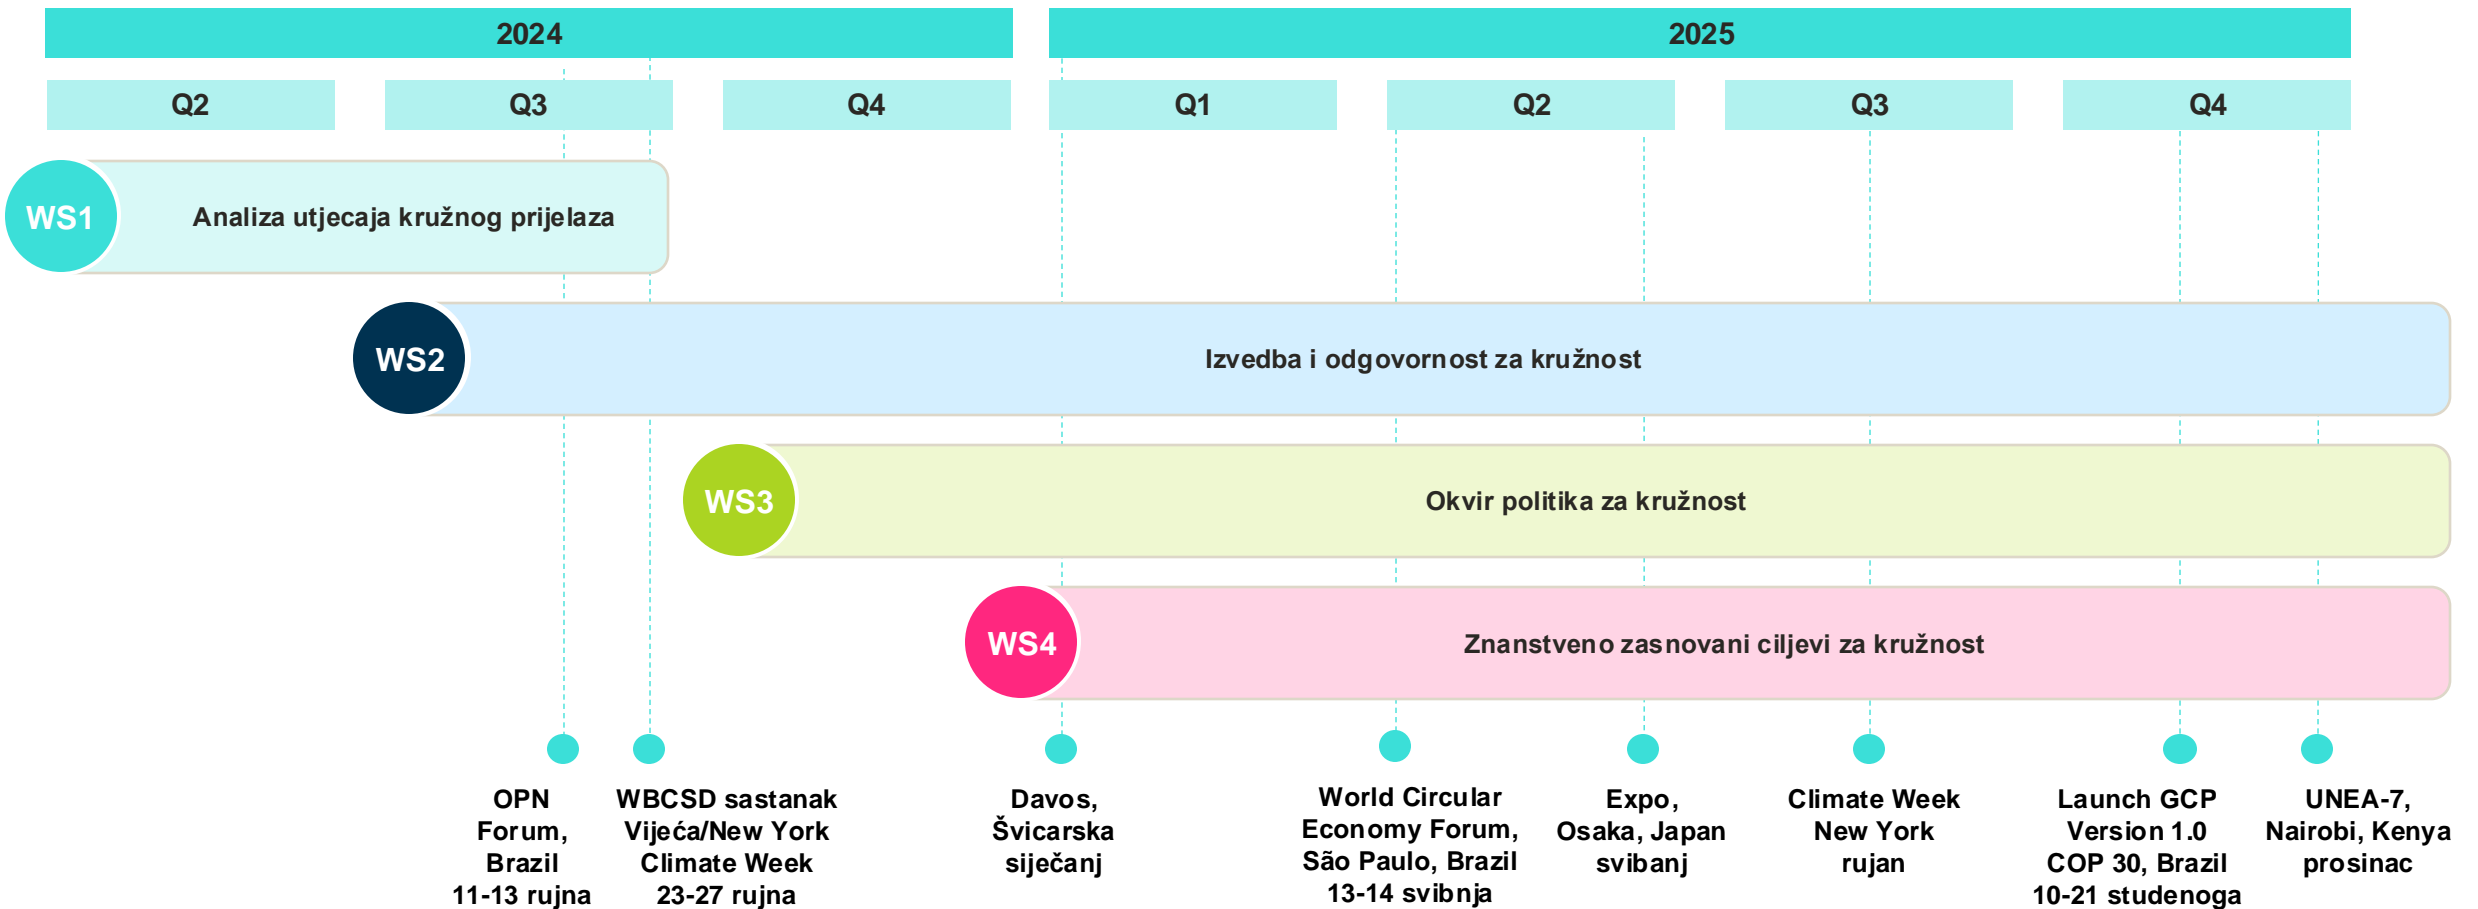 2024
2025
Q2
Q3
Q4
Q1
Q2
Q3
Q4
WS1
Analiza utjecaja kružnog prijelaza
WS2
Izvedba i odgovornost za kružnost
WS3
Okvir politika za kružnost
WS4
Znanstveno zasnovani ciljevi za kružnost
OPN
Forum,
Brazil
11-13 rujna
WBCSD sastanak
Vijeća/New York
Climate Week
23-27 rujna
Davos,
Švicarska
siječanj
World Circular
Economy Forum,
São Paulo, Brazil
13-14 svibnja
Expo,
Osaka, Japan
svibanj
Climate Week
New York
rujan
Launch GCP
Version 1.0
COP 30, Brazil
10-21 studenoga
UNEA-7,
Nairobi, Kenya
prosinac